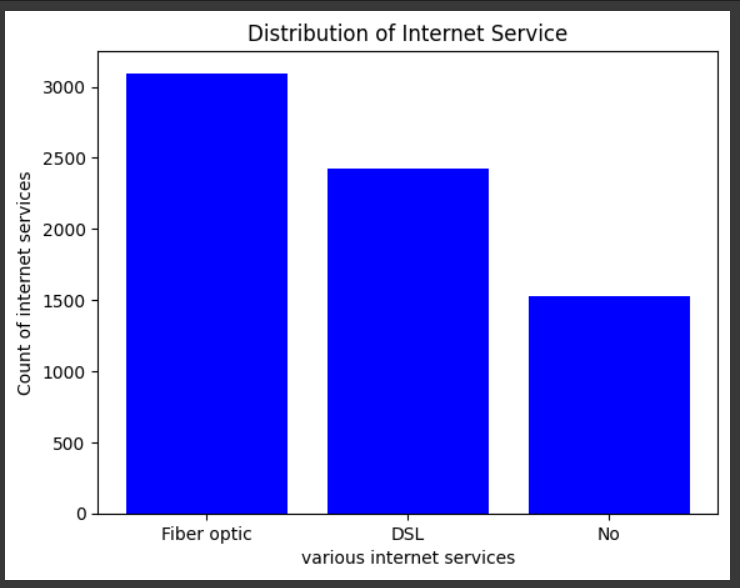 Distribution of Internet Service
Count of internet services
3000
2500
2000
1500
1000
500
0
Fiber optic DSL No
various internet services